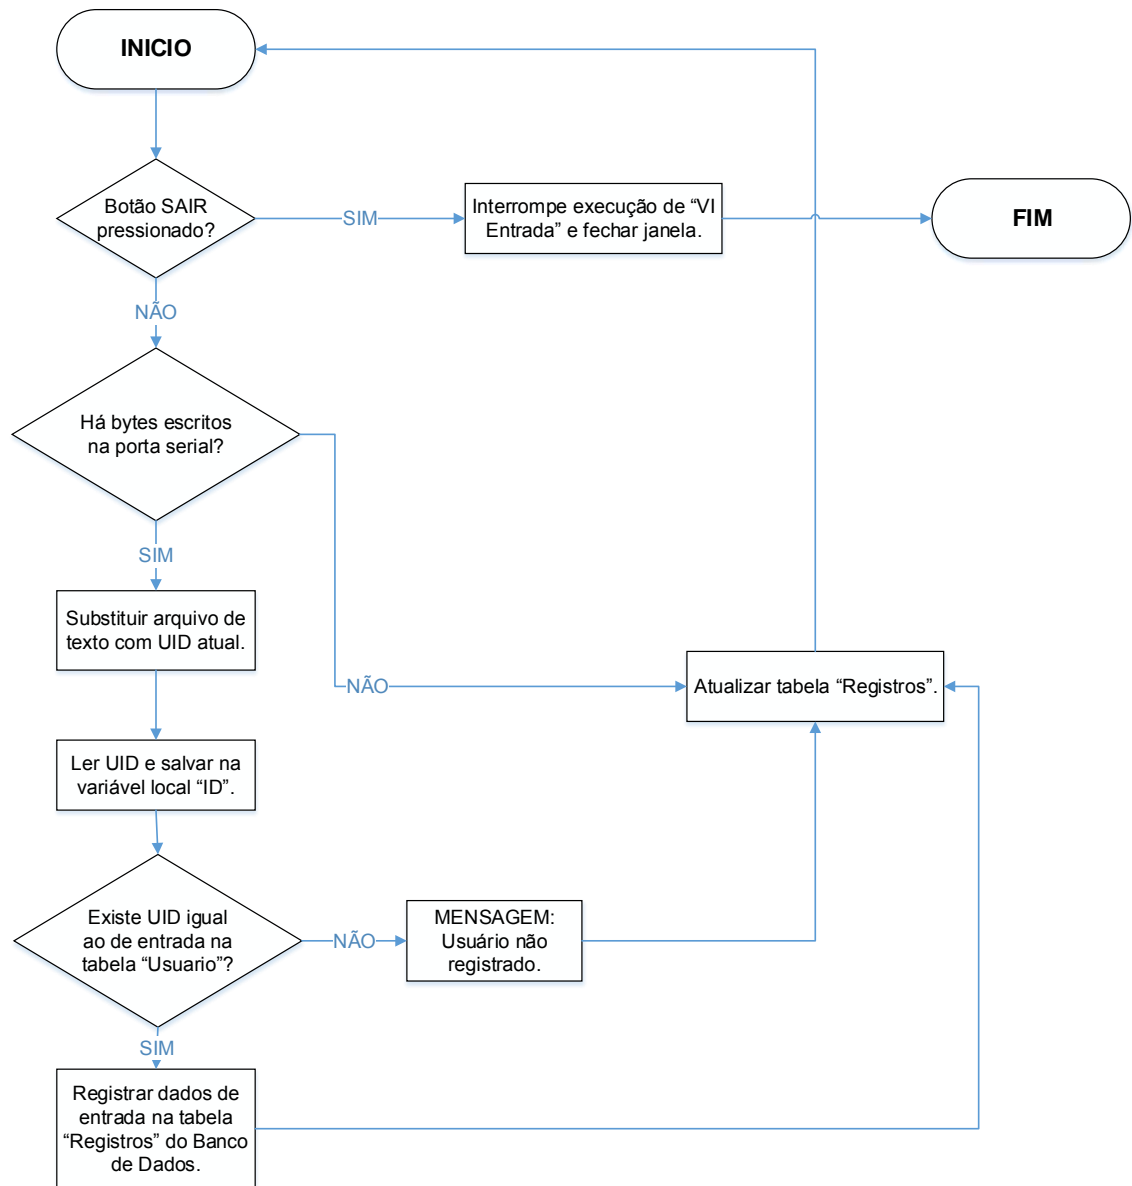 INICIO
Botão SAIR
pressionado?
SIM
Interrompe execução de “VI
Entrada” e fechar janela.
FIM
NÃO
Há bytes escritos
na porta serial?
SIM
Substituir arquivo de
texto com UID atual.
NÃO
Atualizar tabela “Registros”.
Ler UID e salvar na
variável local “ID”.
Existe UID igual
ao de entrada na
tabela “Usuario”?
NÃO
MENSAGEM:
Usuário não
registrado.
SIM
Registrar dados de
entrada na tabela
“Registros” do Banco
de Dados.